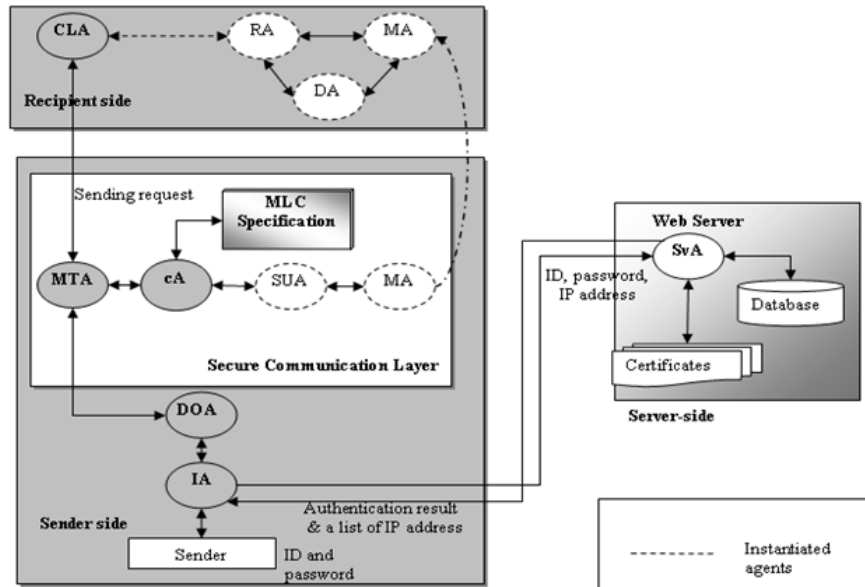 CLA
RA
MA
DA
Recipient side
Sending request
MLC
Specification
MTA
cA
SUA
MA
Secure Communication Layer
DOA
IA
Sender side
Sender
ID and
password
Authentication result
& a list of IP address
ID, password,
IP address
Web Server
SvA
Database
Certificates
Server-side
Instantiated
agents